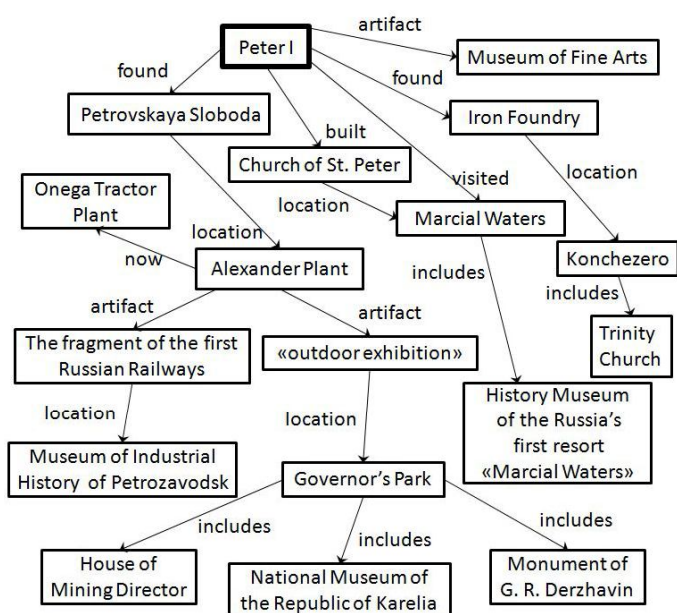 artifact
Peter I
Museum of Fine Arts
found
found
Petrovskaya Sloboda
Iron Foundry
built
Church of St. Peter
location
Onega Tractor
Plant
visited
location
Marcial Waters
location
now
Alexander Plant
Konchezero
includes
includes
artifact
artifact
The fragment of the first
Russian Railways
«outdoor exhibition»
Trinity
Church
location
location
History Museum
of the Russia's
first resort
«Marcial Waters»
Museum of Industrial
History of Petrozavodsk
Governor's Park
includes
includes
includes
House of
Mining Director
National Museum of
the Republic of Karelia
Monument of
G. R. Derzhavin